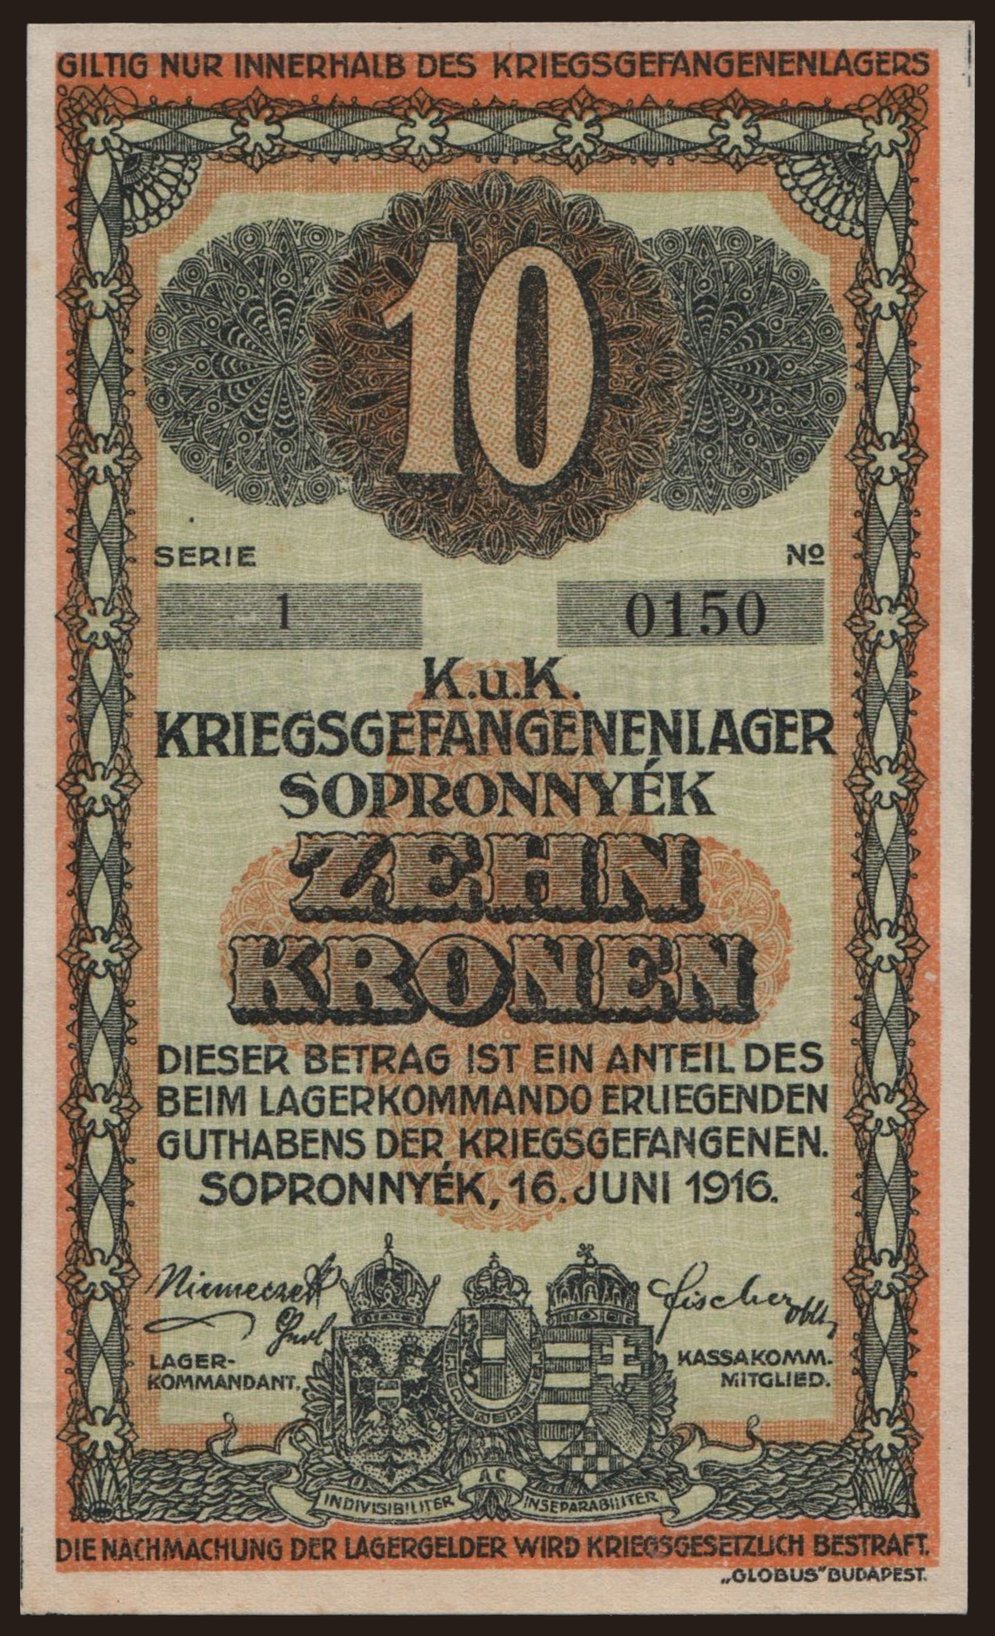 GILTIG NUR INNERHALB DES KRIEGSGEFANGENENLAGERS
10
SERIE No
1 0150
K.u.K.
KRIEGSGEFANGENENLAGER
SOPRONNYÉK
ZEHN
KRONEN
DIESER BETRAG IST EIN ANTEIL DES
BEIM LAGERKOMMANDO ERLIEGENDEN
GUTHABENS DER KRIEGSGEFANGENEN.
SOPRONNYÉK, 16. JUNI 1916.
Fischer
LAGER-
KOMMANDANT.
KASSAKOMM.
MITGLIED.
INDIVISIBILITER AC INSEPARABILITER
DIE NACHMACHUNG DER LAGERGELDER WIRD KRIEGSGESETZLICH BESTRAFT.
„GLOBUS" BUDAPEST.